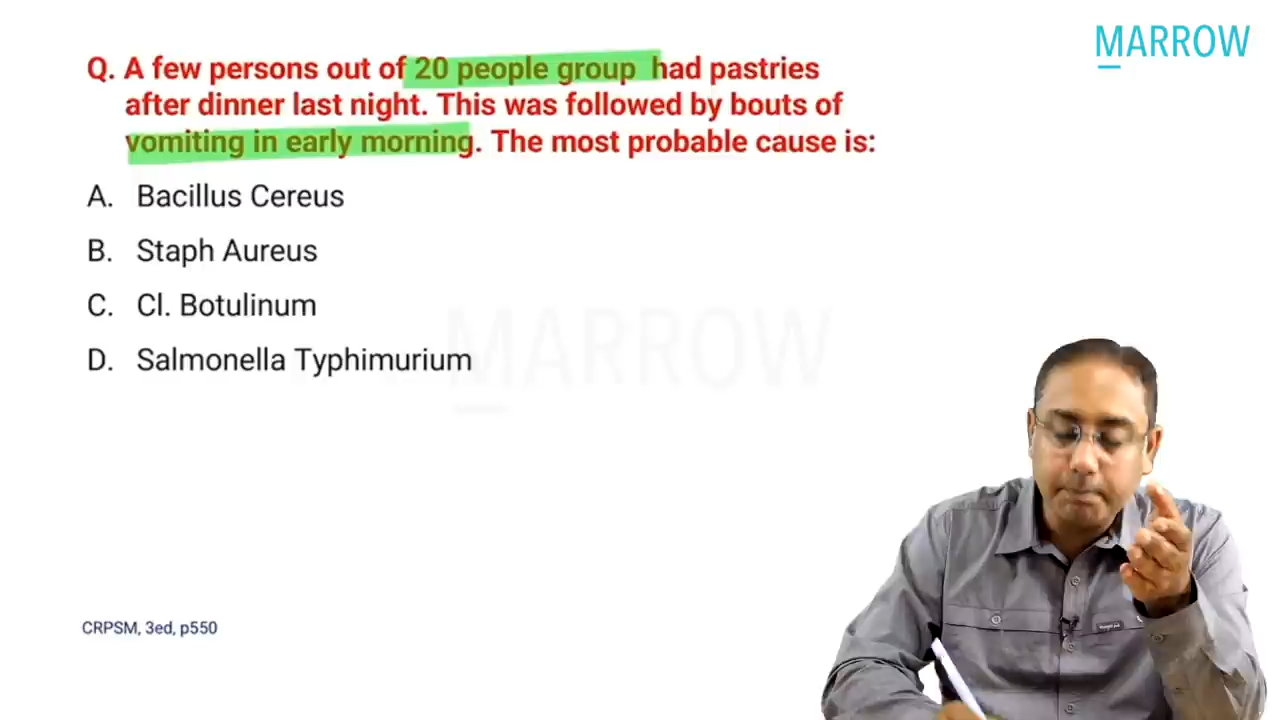 MARROW
Q. A few persons out of 20 people group had pastries
after dinner last night. This was followed by bouts of
vomiting in early morning. The most probable cause is:
A. Bacillus Cereus
B. Staph Aureus
C. Cl. Botulinum
D. Salmonella Typhimurium
MARROW
CRPSM, 3ed, p550